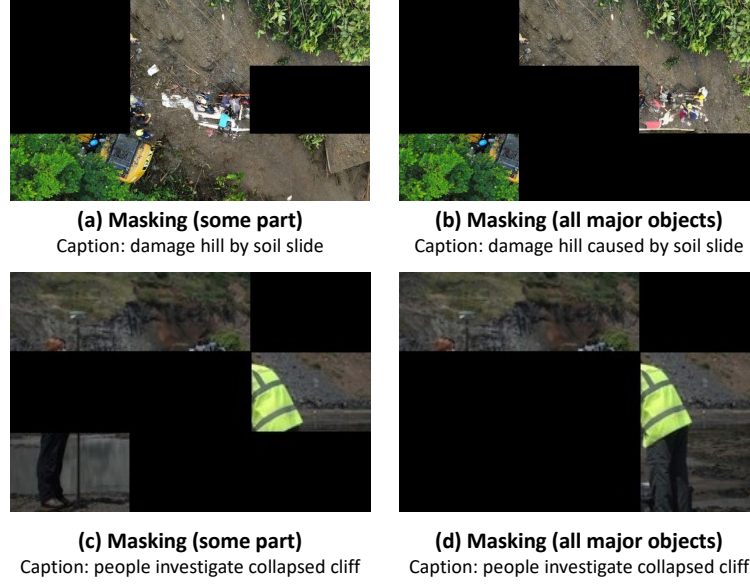 (a) Masking (some part)
Caption: damage hill by soil slide
(b) Masking (all major objects)
Caption: damage hill caused by soil slide
(c) Masking (some part)
Caption: people investigate collapsed cliff
(d) Masking (all major objects)
Caption: people investigate collapsed cliff